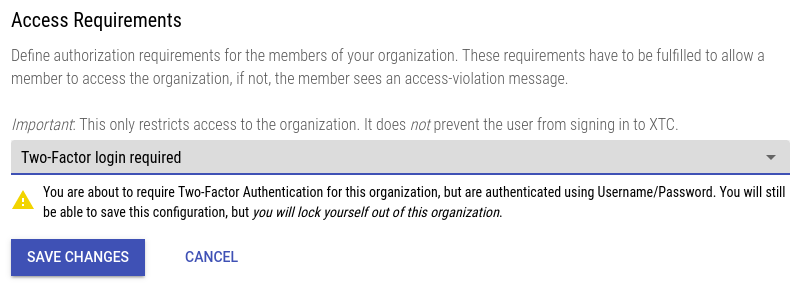 Access Requirements
Define authorization requirements for the members of your organization. These requirements have to be fulfilled to allow a
member to access the organization, if not, the member sees an access-violation message.
Important: This only restricts access to the organization. It does not prevent the user from signing in to XTC.
Two-Factor login required
You are about to require Two-Factor Authentication for this organization, but are authenticated using Username/Password. You will still
be able to save this configuration, but you will lock yourself out of this organization.
SAVE CHANGES
CANCEL